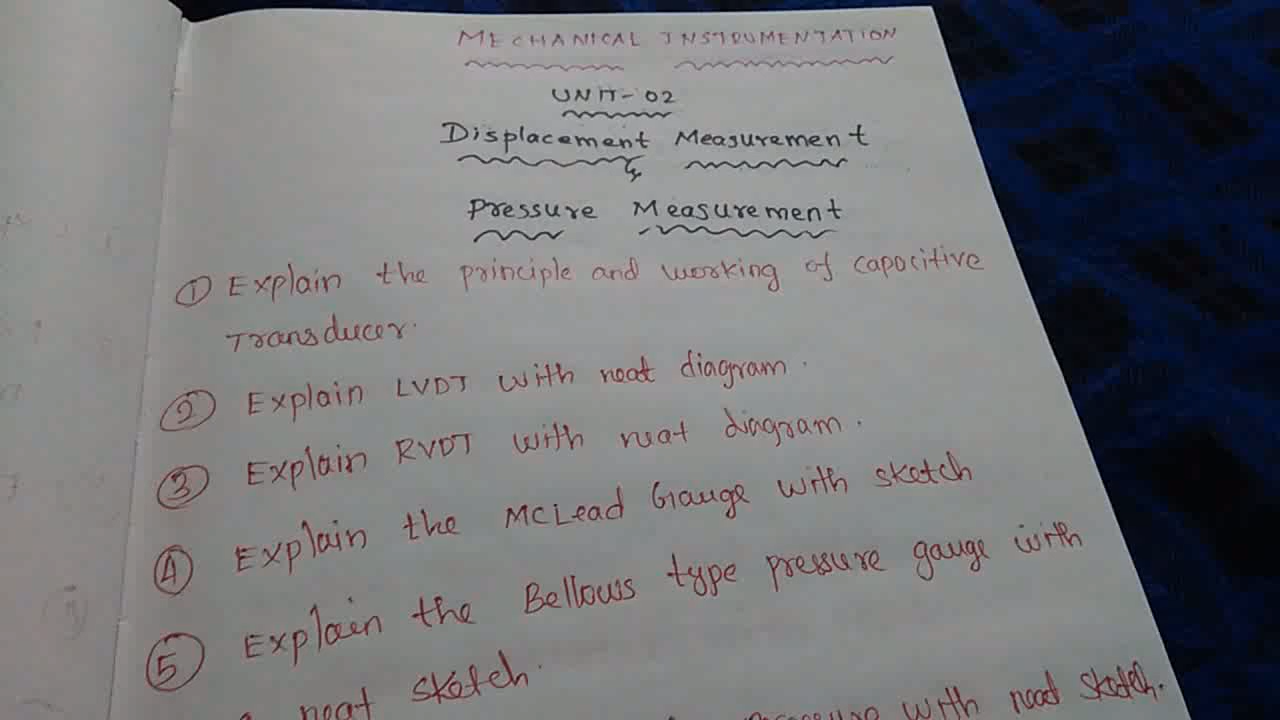 MECHANICAL INSTRUMENTATION
UNIT-02
Displacement Measurement
Pressure Measurement
① Explain the principle and working of capocitive
Transducer.
② Explain LVDT with neat diagram.
③ Explain RVDT with neat diagram.
④ Explain the MCLead Gauge with sketch
⑤ Explain the Bellows type pressure gauge with
neat sketch.
with neat sketch.